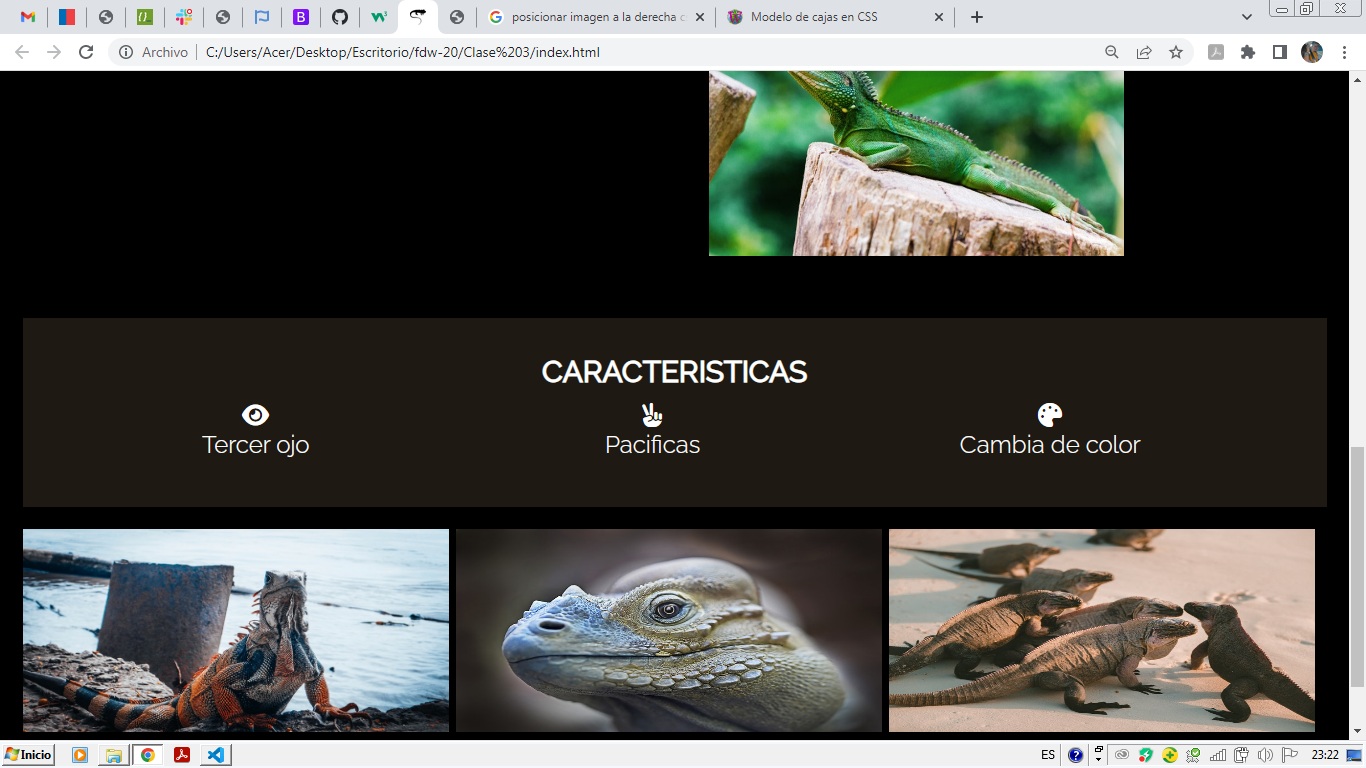 posicionar imagen a la derecha c
Modelo de cajas en CSS
Archivo
C:/Users/Acer/Desktop/Escritorio/fdw-20/Clase%203/index.html
CARACTERISTICAS
Tercer ojo
Pacificas
Cambia de color
Inicio
ES
23:22